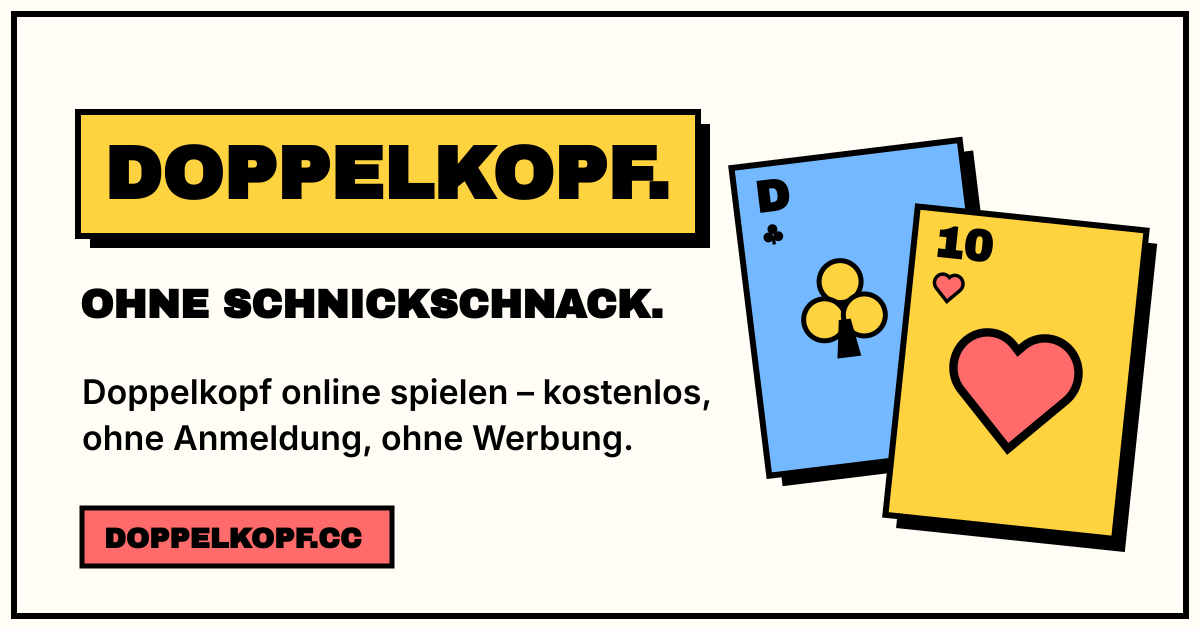 DOPPELKOPF.
OHNE SCHNICKSCHNACK.
Doppelkopf online spielen – kostenlos,
ohne Anmeldung, ohne Werbung.
DOPPELKOPF.CC
D
10